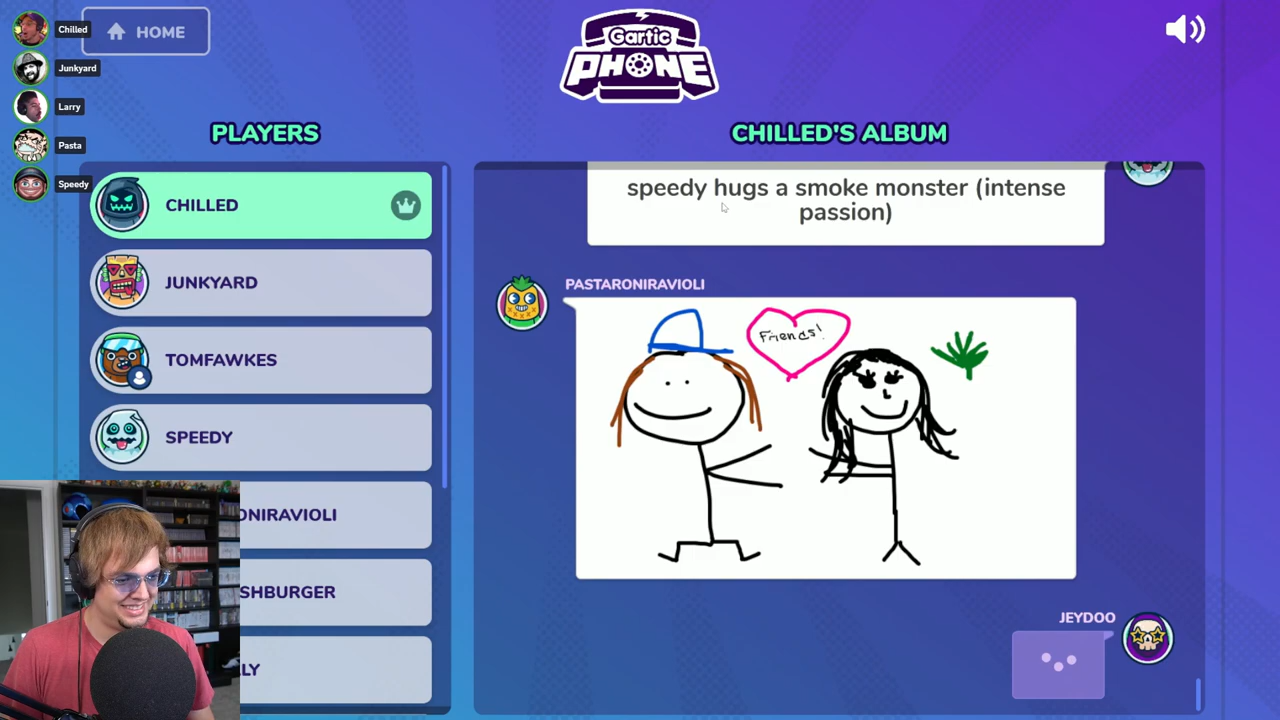 Chilled
HOME
Junkyard
Larry
Pasta
Speedy
Gartic
PHONE
PLAYERS
CHILLED
JUNKYARD
TOMFAWKES
SPEEDY
ONIRAVIOLI
SHBURGER
LY
CHILLED'S ALBUM
speedy hugs a smoke monster (intense
passion)
PASTARONIRAVIOLI
Friends!
JEYDOO